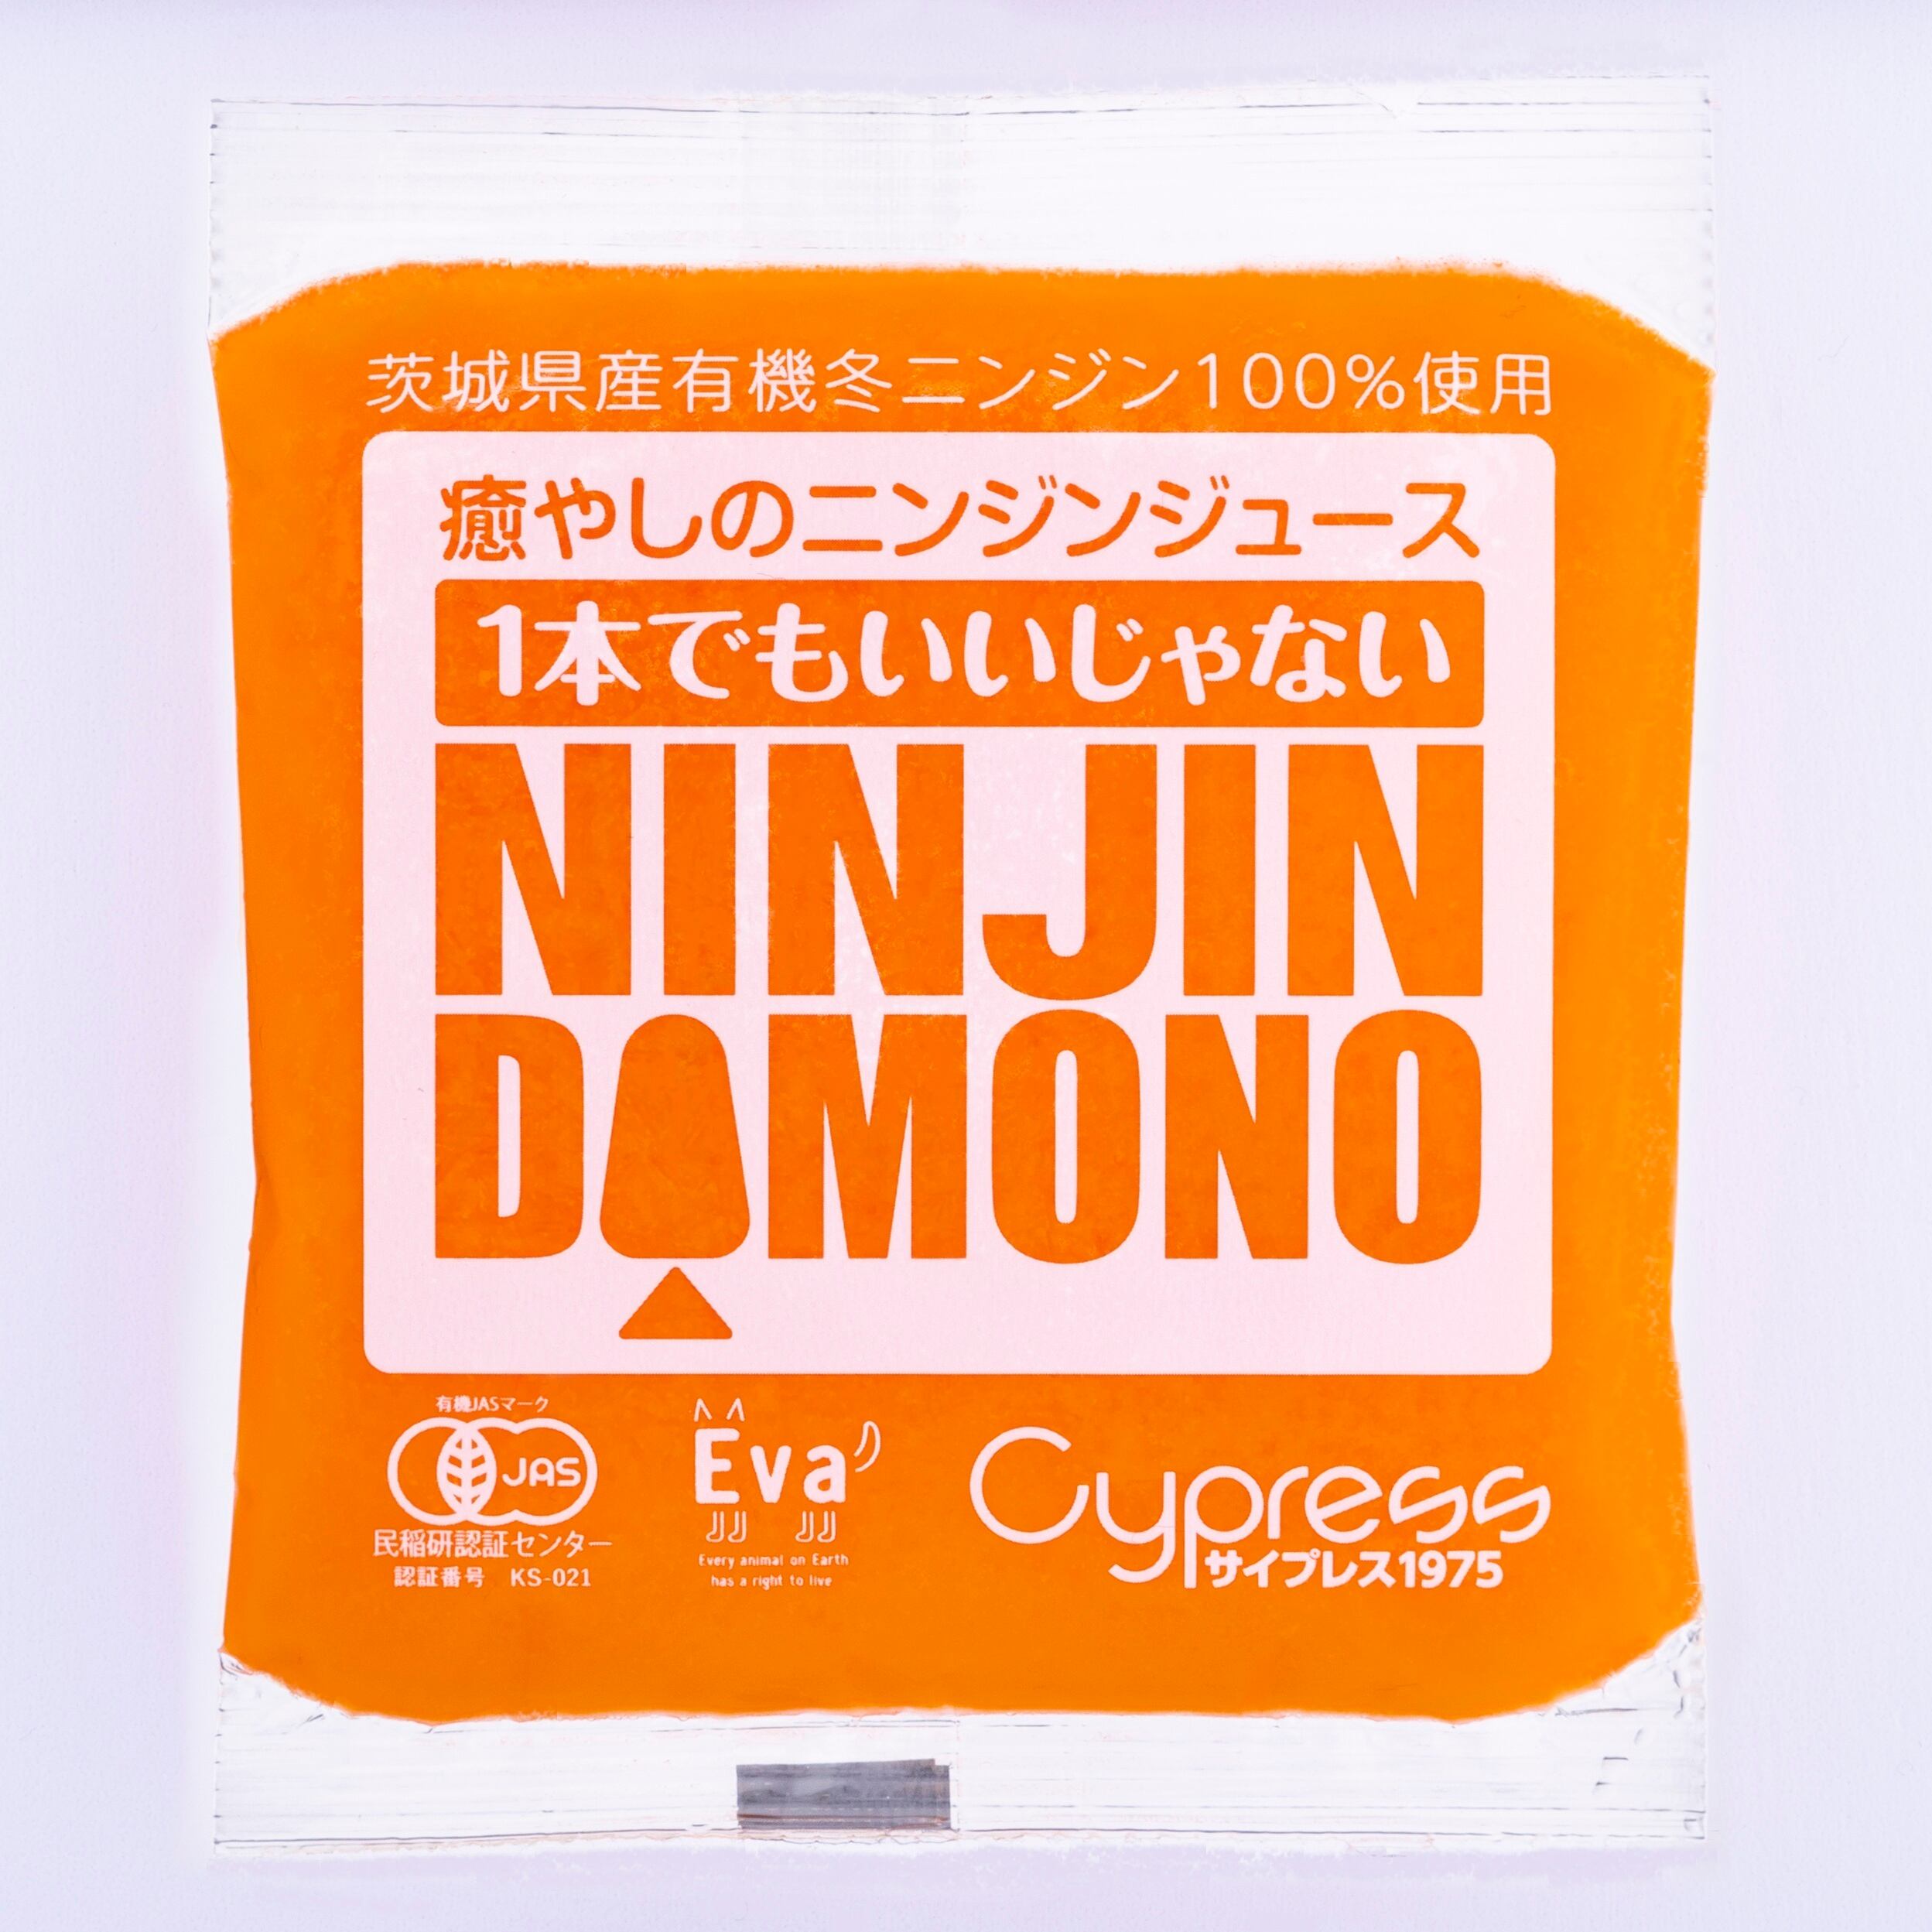 茨城県産有機冬ニンジン100%使用
癒やしのニンジンジュース
1本でもいいじゃない
NINJIN
DAMONO
有機JASマーク
JAS
民稲研認証センター
認証番号 KS-021
Eva
Every animal on Earth
has a right to live
Cypress
サイプレス1975